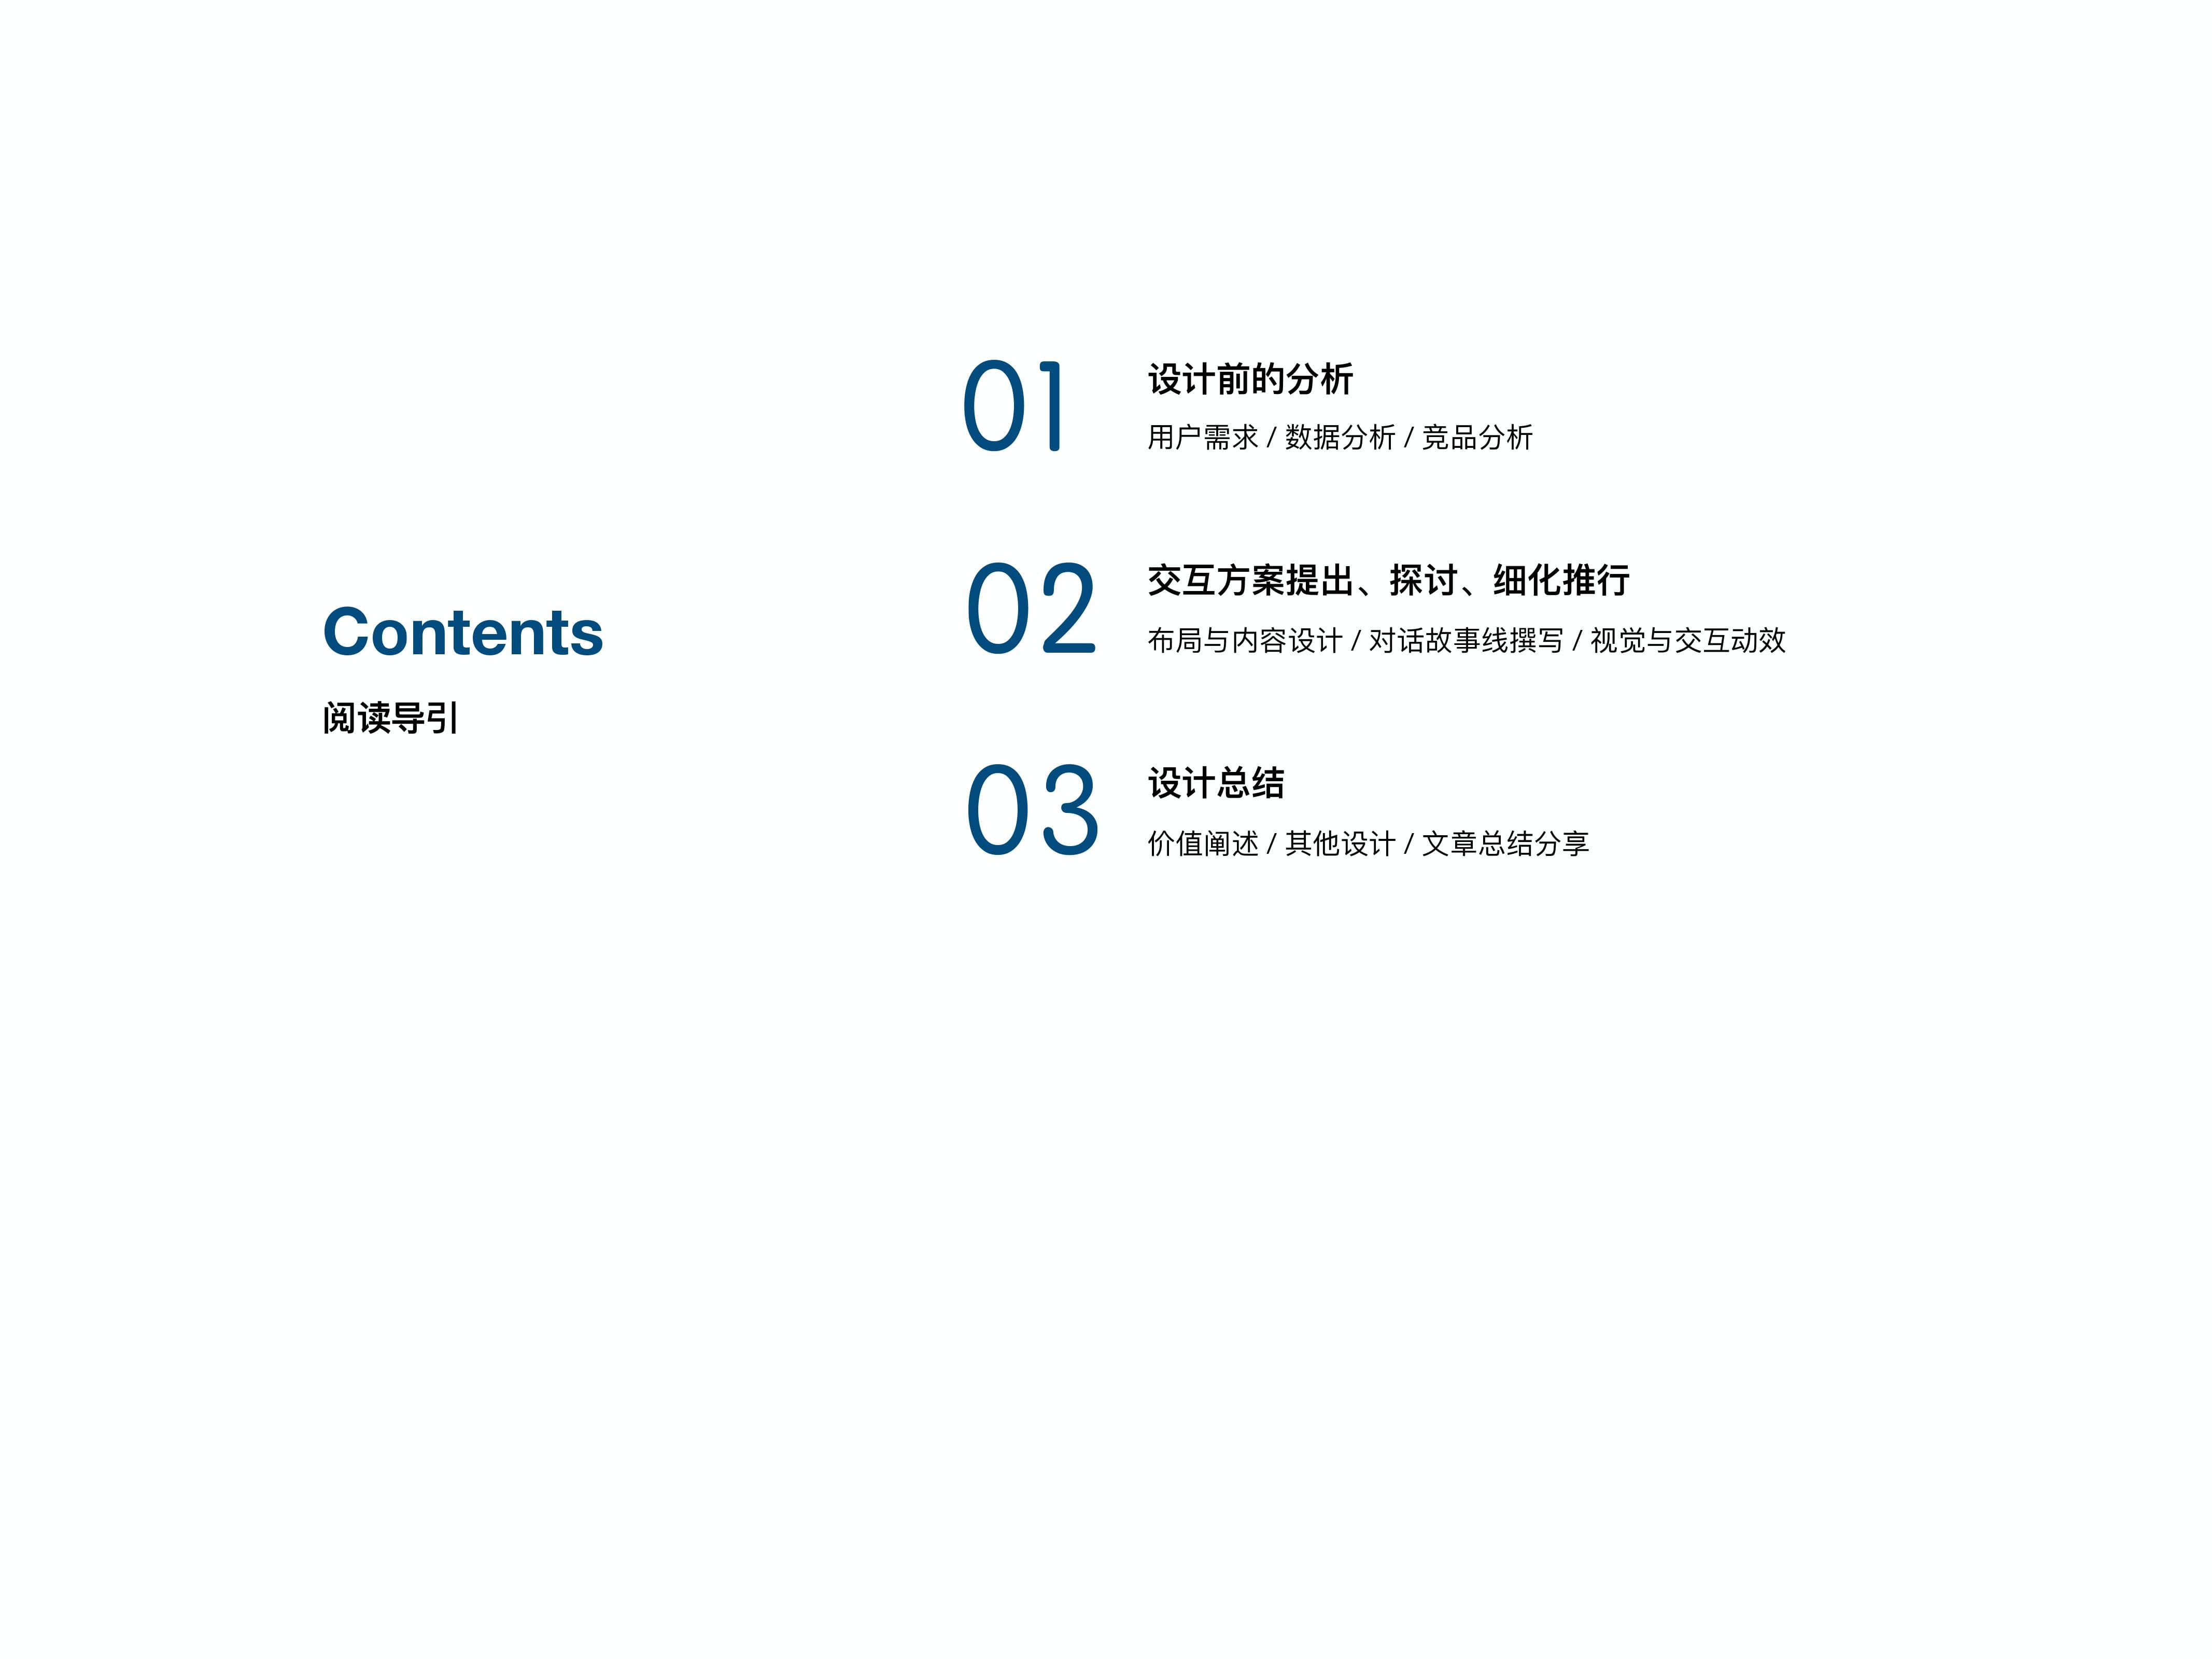 Contents
阅读导引
01
设计前的分析
用户需求 / 数据分析 / 竞品分析
02
交互方案提出、探讨、细化推行
布局与内容设计 / 对话故事线撰写 / 视觉与交互动效
03
设计总结
价值阐述 / 其他设计 / 文章总结分享